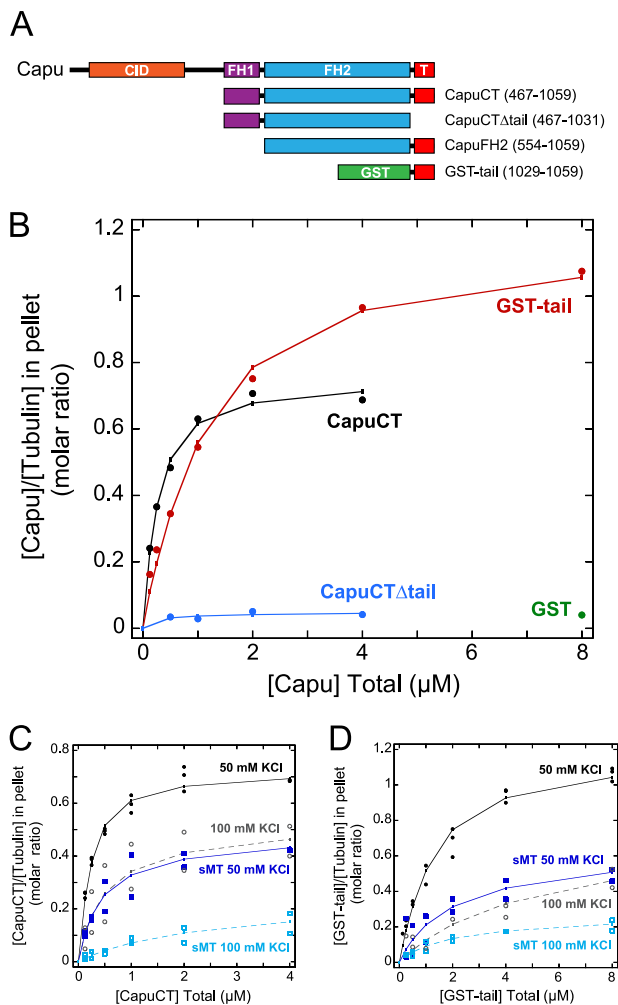 A
Capu
CID
FH1
FH2
T
CapuCT (467-1059)
CapuCTΔtail (467-1031)
CapuFH2 (554-1059)
GST
GST-tail (1029-1059)
B
[Capu]/[Tubulin] in pellet
(molar ratio)
1.2
1
0.8
0.6
0.4
0.2
0
GST-tail
CapuCT
CapuCTΔtail
GST
0
2
4
6
8
[Capu] Total (µM)
C
[CapuCT]/[Tubulin] in pellet
(molar ratio)
0.8
0.6
0.4
0.2
0
50 mM KCl
100 mM KCl
sMT 50 mM KCl
sMT 100 mM KCl
0
1
2
3
4
[CapuCT] Total (µM)
D
[GST-tail]/[Tubulin] in pellet
(molar ratio)
1.2
1
0.8
0.6
0.4
0.2
0
50 mM KCl
sMT 50 mM KCl
100 mM KCl
sMT 100 mM KCl
0
2
4
6
8
[GST-tail] Total (µM)